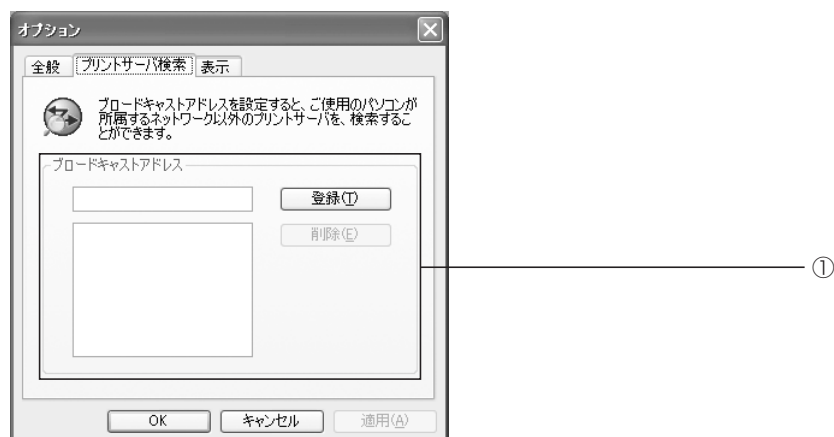 オプション
全般 プリントサーバ検索 表示
ブロードキャストアドレスを設定すると、ご使用のパソコンが
所属するネットワーク以外のプリントサーバを、検索するこ
とができます。
ブロードキャストアドレス
登録(T)
削除(E)
①
OK キャンセル 適用(A)